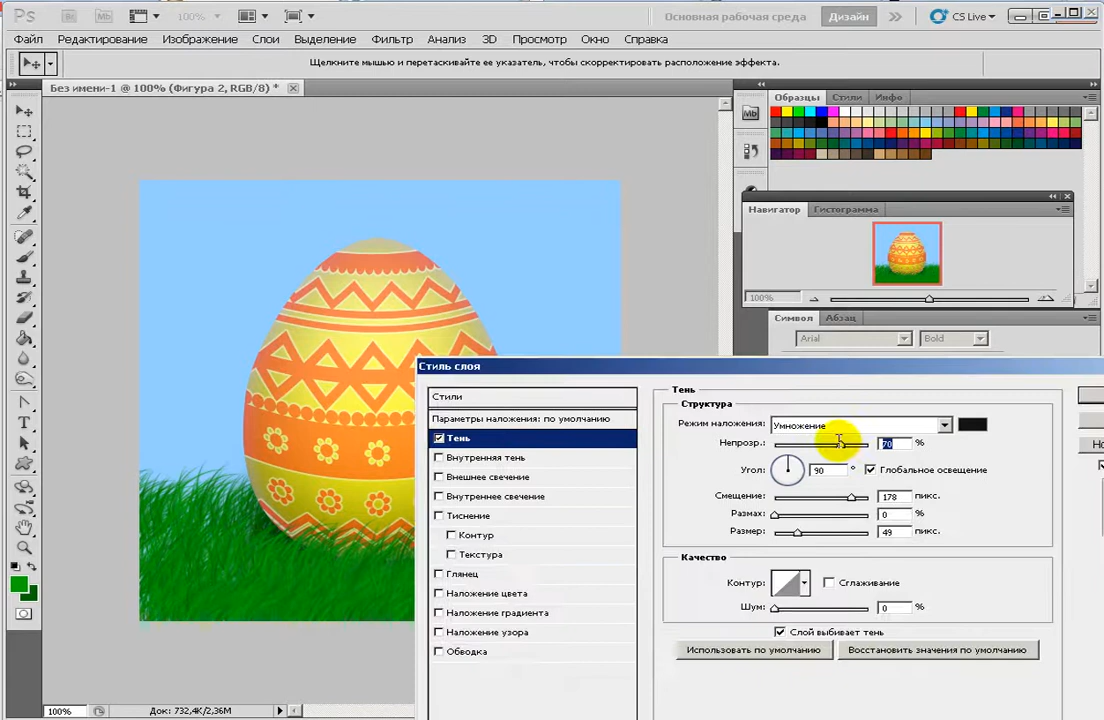 Ps Br Mb 100% Основная рабочая среда Дизайн CS Live
Файл Редактирование Изображение Слои Выделение Фильтр Анализ 3D Просмотр Окно Справка
Щелкните мышью и перетаскивайте ее указатель, чтобы скорректировать расположение эффекта.
Без имени-1 @ 100% (Фигура 2, RGB/8) *
Образцы Стили Инфо
Mb
Навигатор Гистограмма
100%
Символ Абзац
Arial Bold
Стиль слоя
Стили
Параметры наложения: по умолчанию
Тень
Внутренняя тень
Внешнее свечение
Внутреннее свечение
Тиснение
Контур
Текстура
Глянец
Наложение цвета
Наложение градиента
Наложение узора
Обводка
Тень
Структура
Режим наложения: Умножение
Непрозр.: 70 %
Угол: 90 ° Глобальное освещение
Смещение: 178 пикс.
Размах: 0 %
Размер: 49 пикс.
Качество
Контур: Сглаживание
Шум: 0 %
Слой выбивает тень
Использовать по умолчанию Восстановить значения по умолчанию
Но
100% Док: 732,4K/2,36M